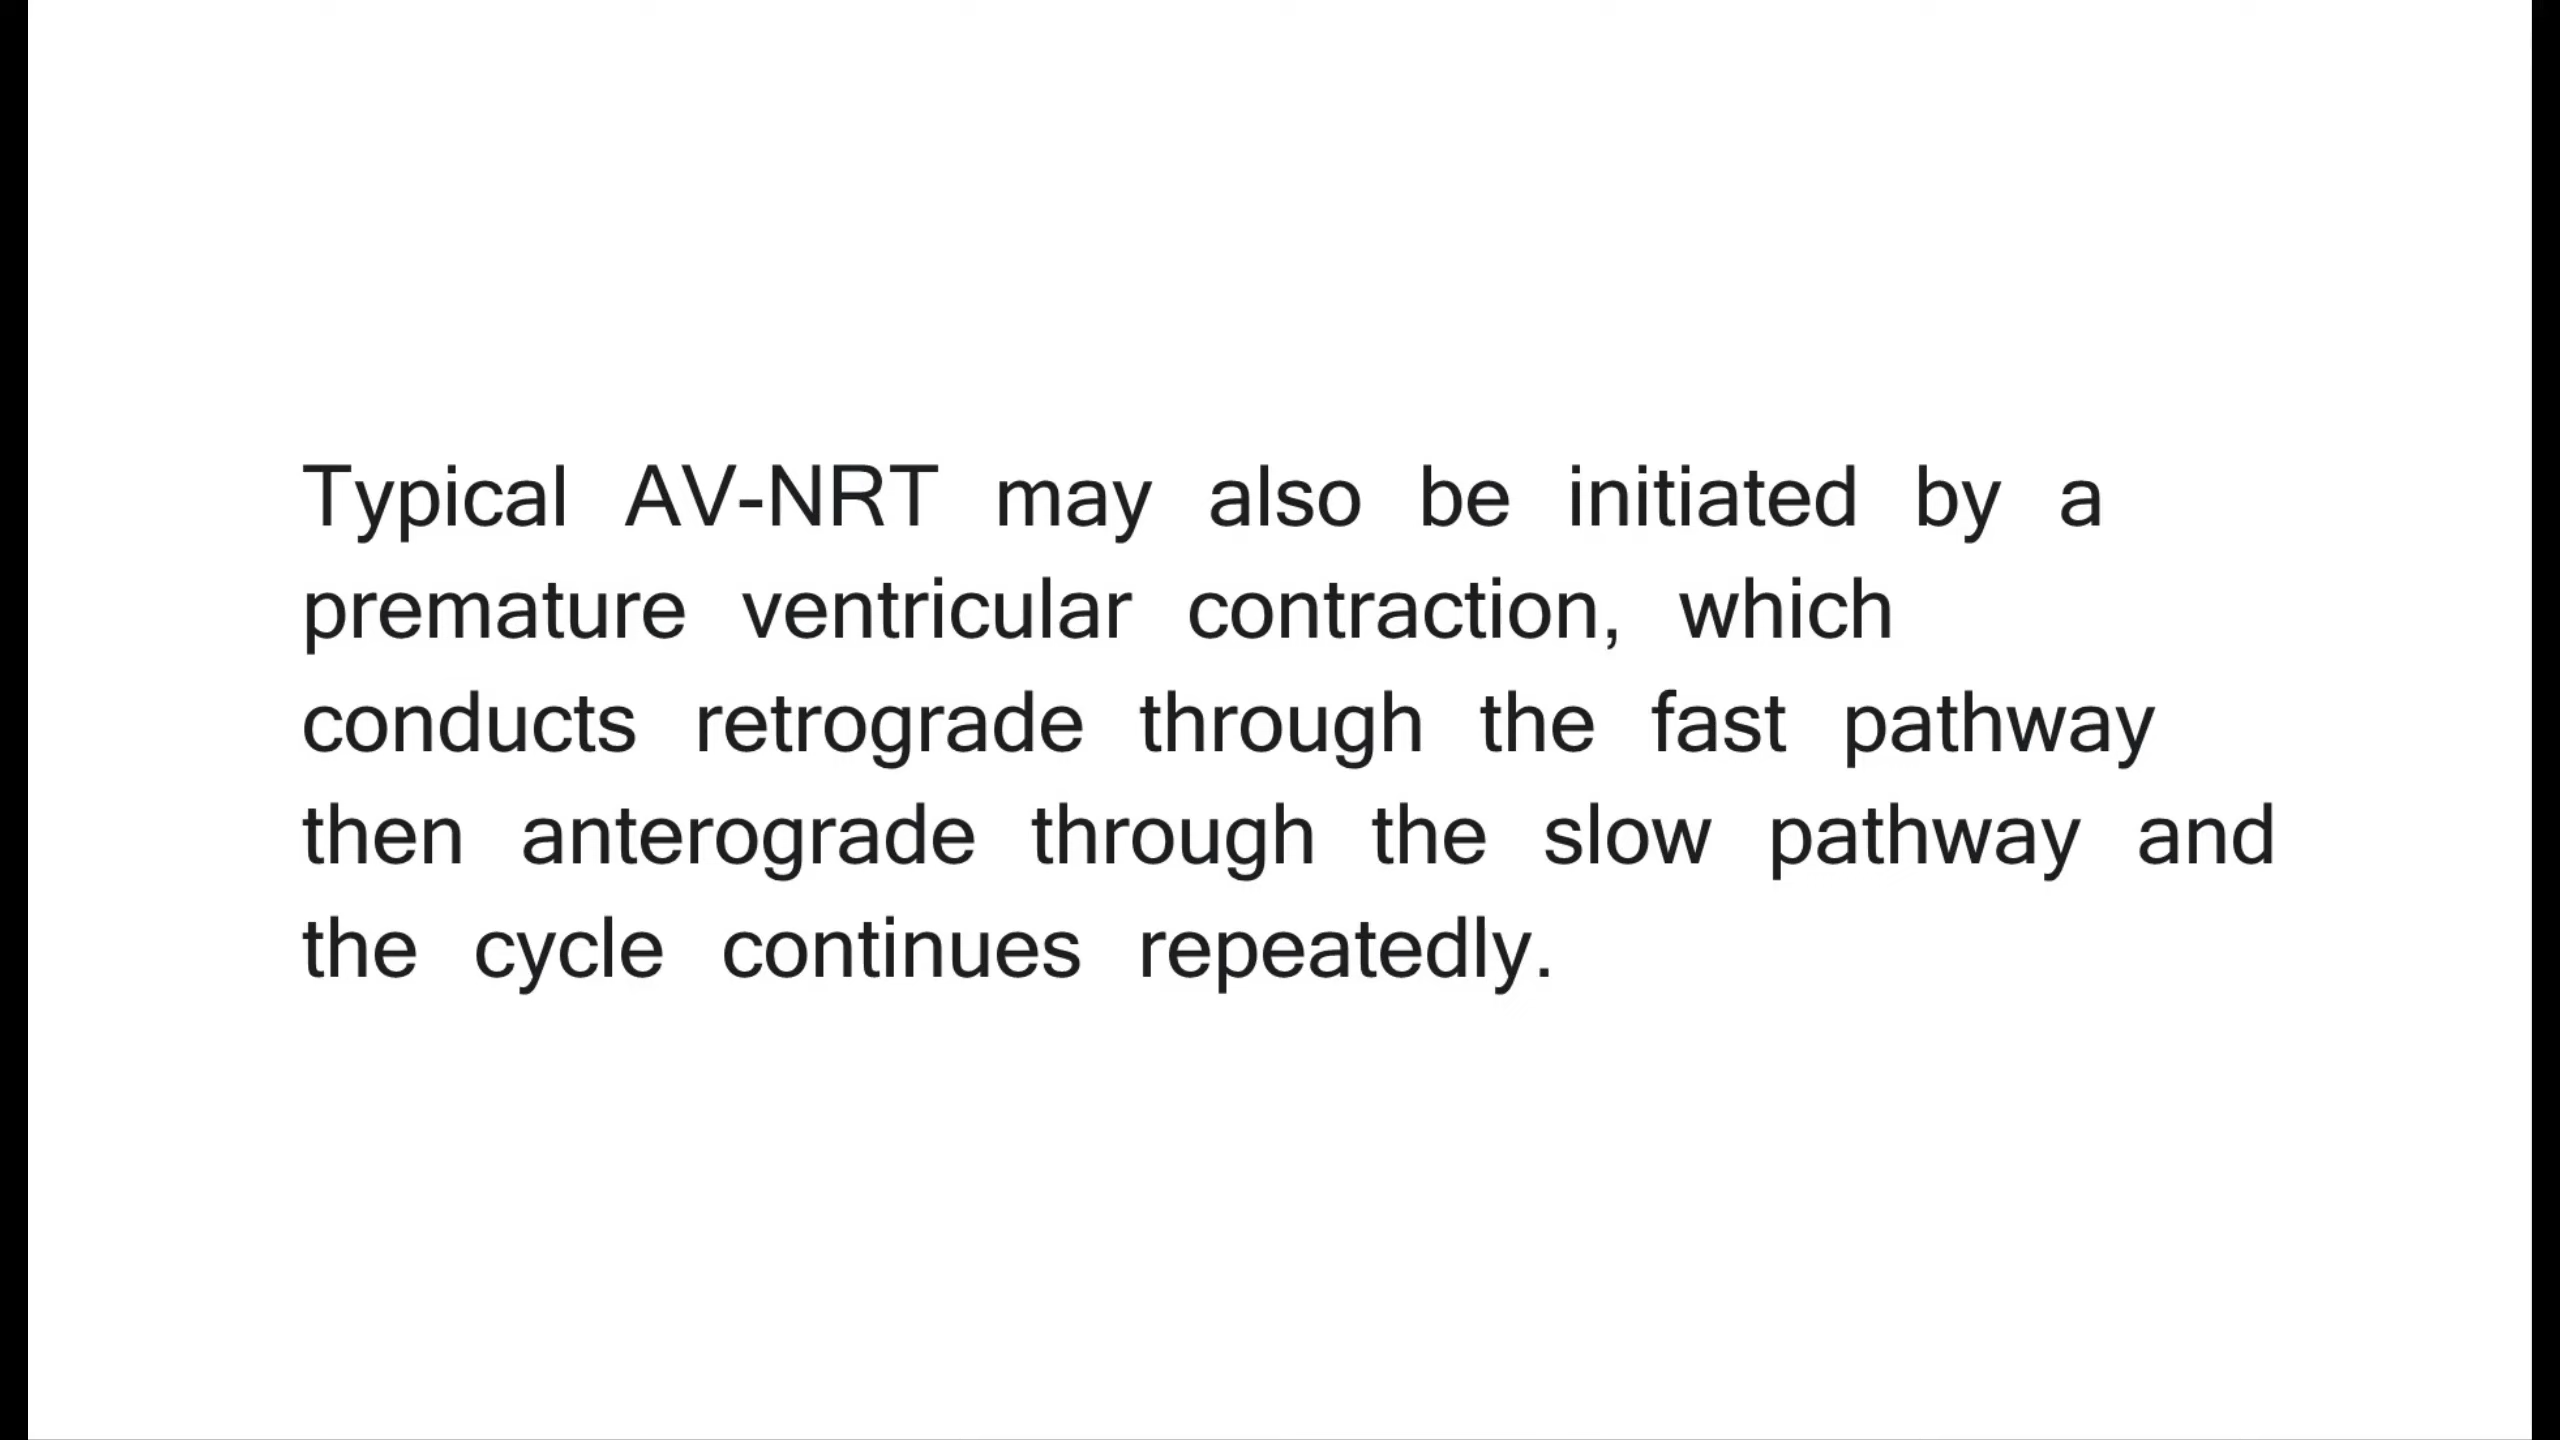 Typical AV-NRT may also be initiated by a
premature ventricular contraction, which
conducts retrograde through the fast pathway
then anterograde through the slow pathway and
the cycle continues repeatedly.